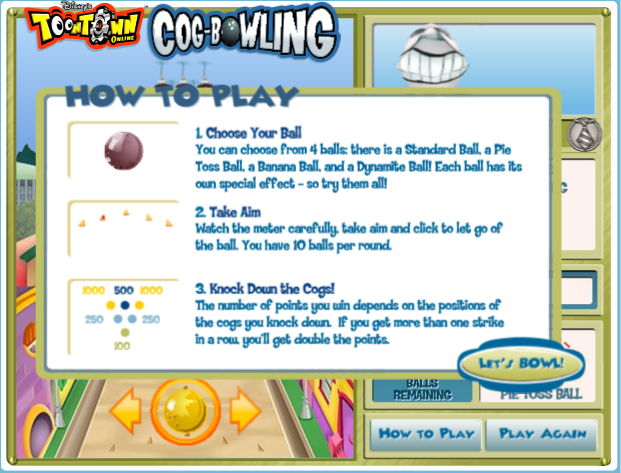 Disney's
TOONTOWN
ONLINE
COG-BOWLING
HOW TO PLAY
1. Choose Your Ball
You can choose from 4 balls: there is a Standard Ball, a Pie
Toss Ball, a Banana Ball, and a Dynamite Ball! Each ball has its
own special effect - so try them all!
2. Take Aim
Watch the meter carefully, take aim and click to let go of
the ball. You have 10 balls per round.
3. Knock Down the Cogs!
1000 500 1000
250 250
100
The number of points you win depends on the positions of
the cogs you knock down. If you get more than one strike
in a row, you'll get double the points.
LET'S BOWL!
BALLS
REMAINING
PIE TOSS BALL
HOW TO PLAY
PLAY AGAIN